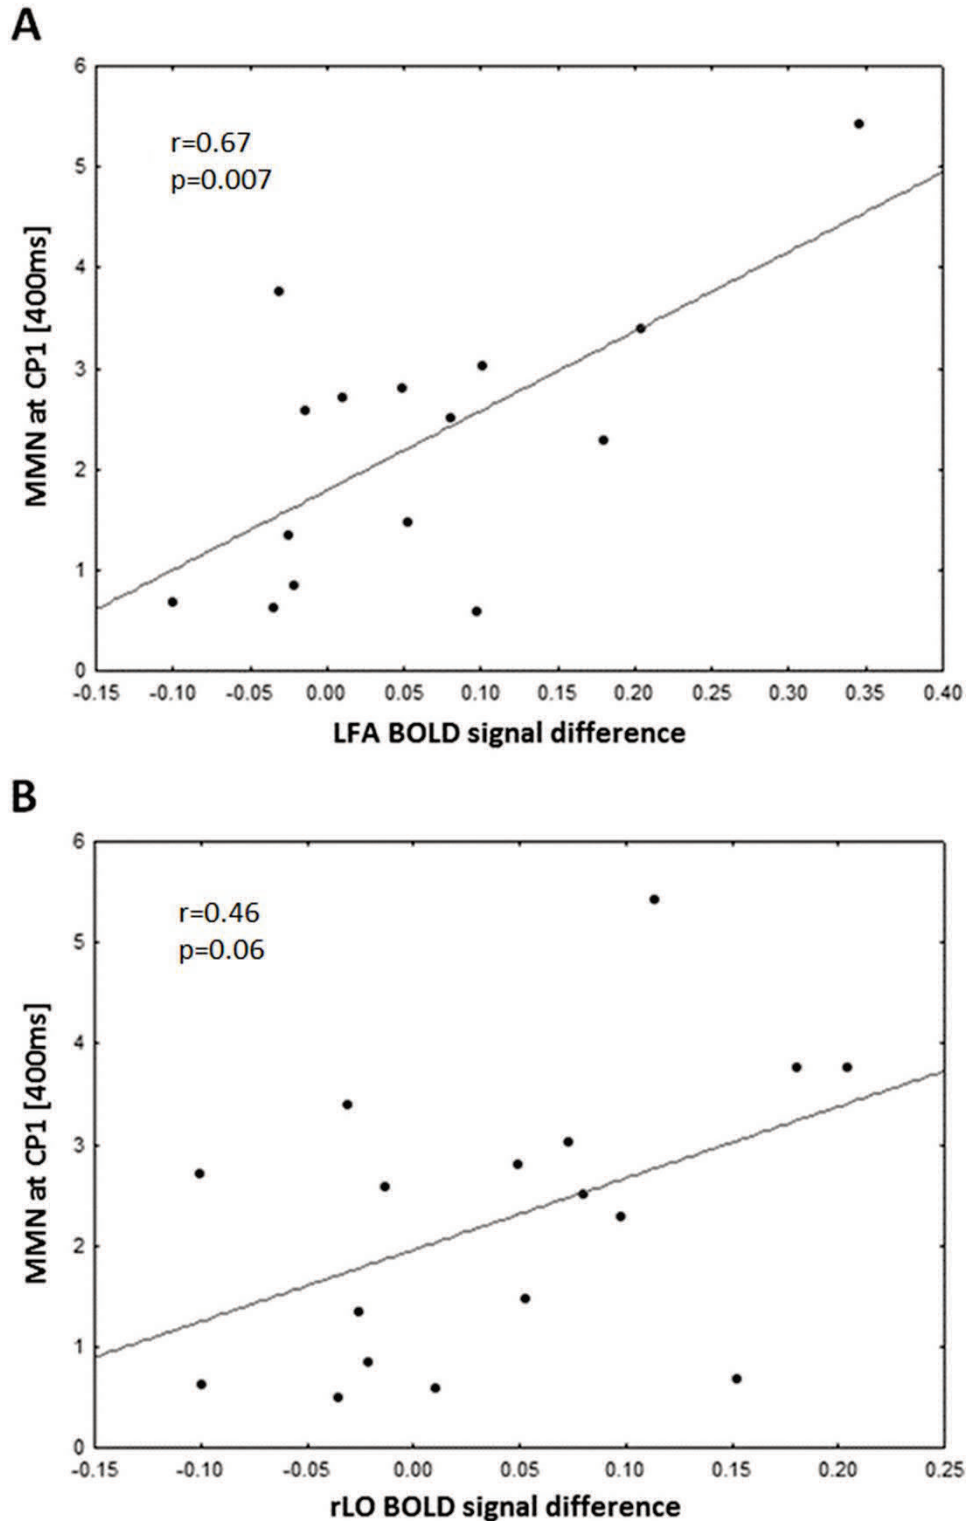 A
6
5
4
3
2
1
0
r=0.67
p=0.007
MMN at CP1 [400ms]
-0.15 -0.10 -0.05 0.00 0.05 0.10 0.15 0.20 0.25 0.30 0.35 0.40
LFA BOLD signal difference
B
6
5
4
3
2
1
0
r=0.46
p=0.06
MMN at CP1 [400ms]
-0.15 -0.10 -0.05 0.00 0.05 0.10 0.15 0.20 0.25
rLO BOLD signal difference